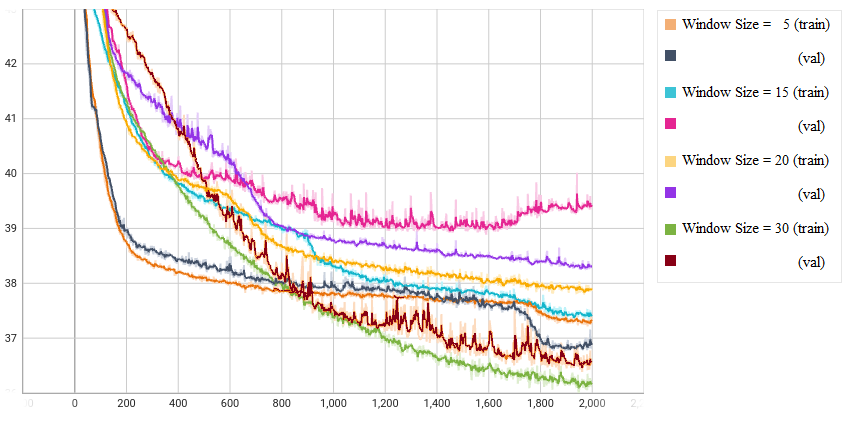 Window Size = 5 (train)
(val)
Window Size = 15 (train)
(val)
Window Size = 20 (train)
(val)
Window Size = 30 (train)
(val)
42
41
40
39
38
37
0 200 400 600 800 1,000 1,200 1,400 1,600 1,800 2,000